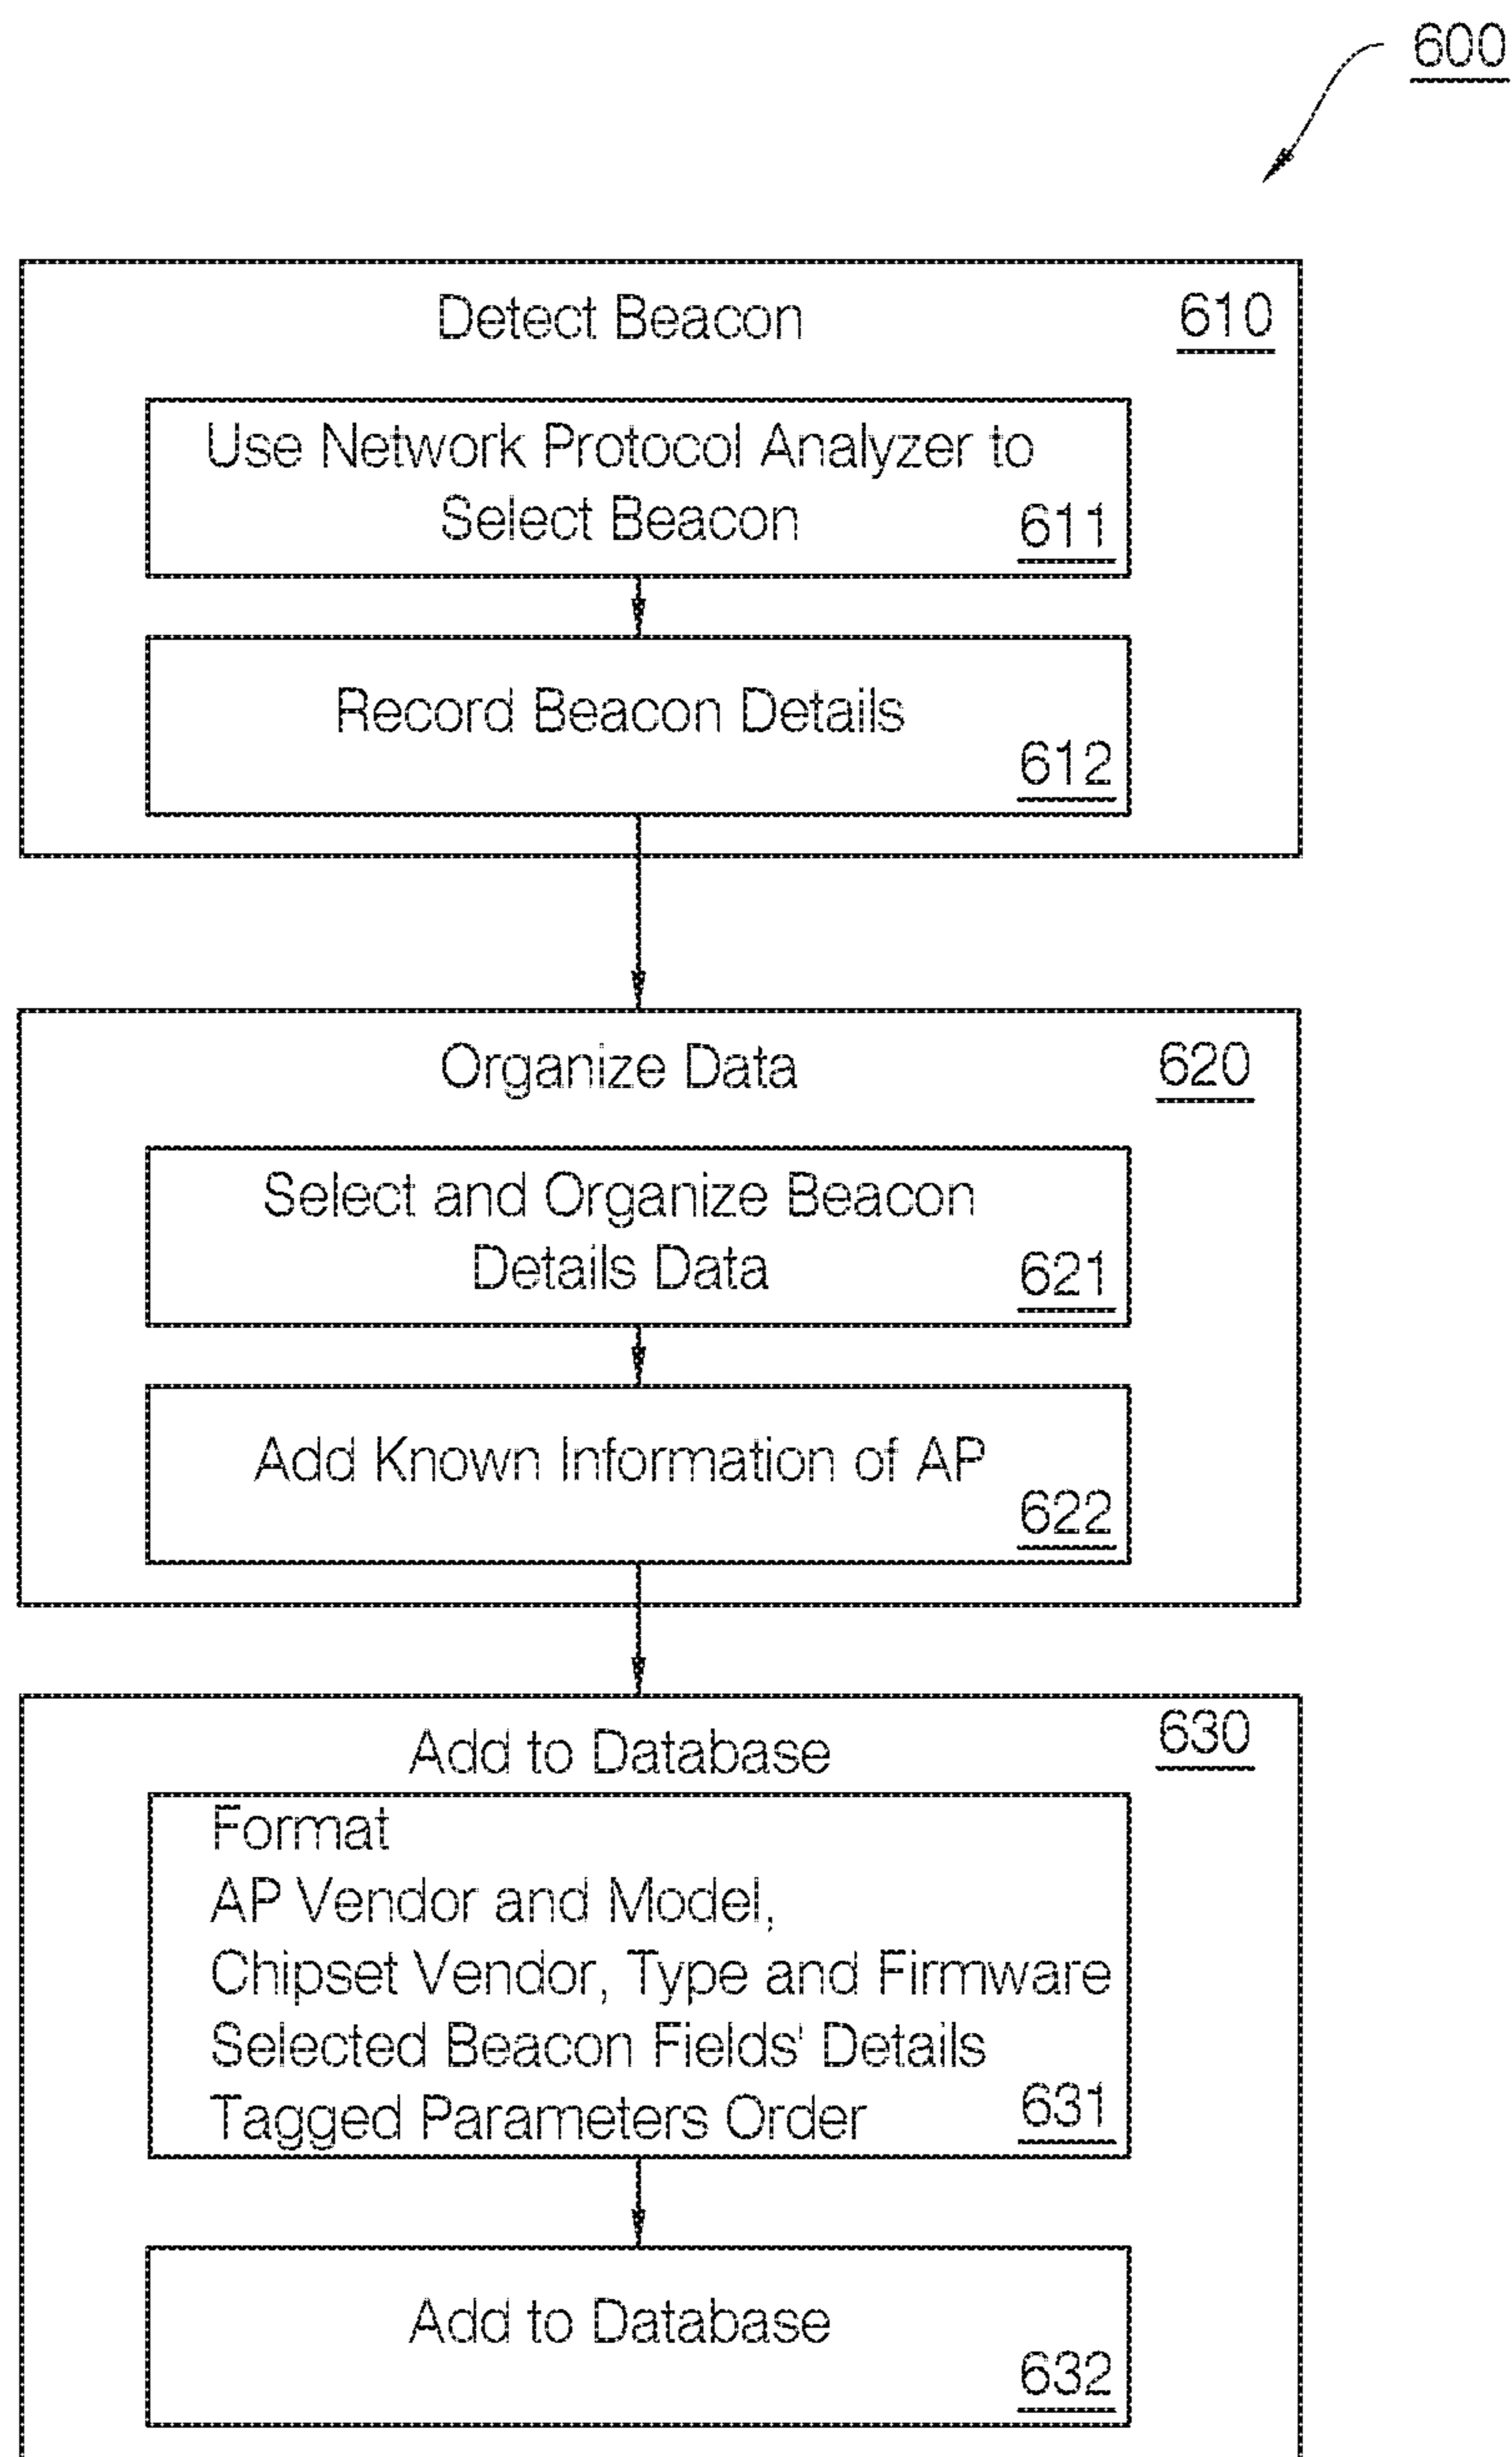 600
Detect Beacon 610
Use Network Protocol Analyzer to
Select Beacon 611
Record Beacon Details
612
Organize Data 620
Select and Organize Beacon
Details Data 621
Add Known Information of AP
622
Add to Database 630
Format
AP Vendor and Model,
Chipset Vendor, Type and Firmware
Selected Beacon Fields' Details
Tagged Parameters Order 631
Add to Database
632